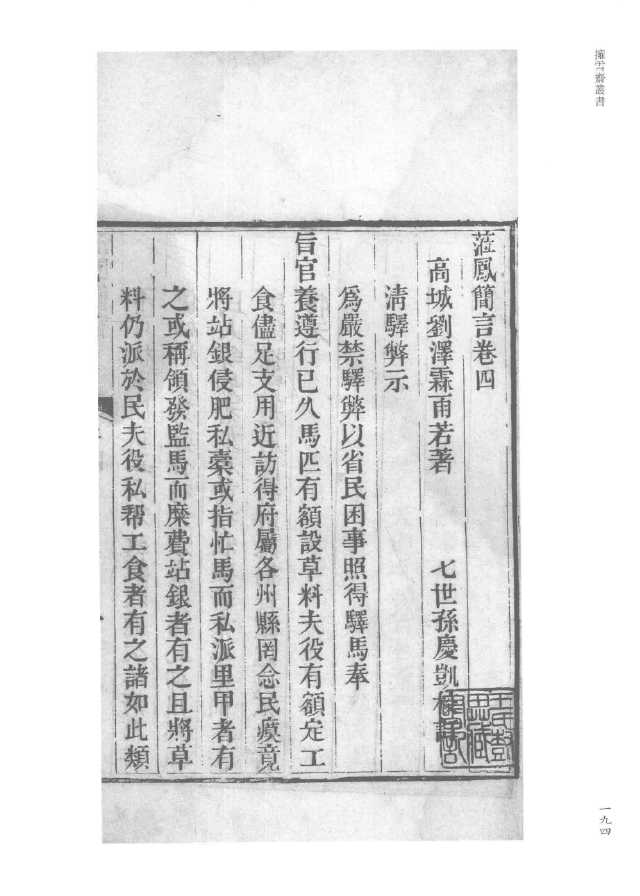 擁雪齋叢書
蒞鳳簡言卷四
高城劉澤霖雨若著　七世孫慶凱
清驛弊示
爲嚴禁驛弊以省民困事照得驛馬奉
旨官養遵行已久馬匹有額設草料夫役有額定工
食儘足支用近訪得府屬各州縣罔念民瘼竟
將站銀侵肥私橐或指忙馬而私派里甲者有
之或稱領發監馬而糜費站銀者有之且將草
料仍派於民夫役私帮工食者有之諸如此類
一九四